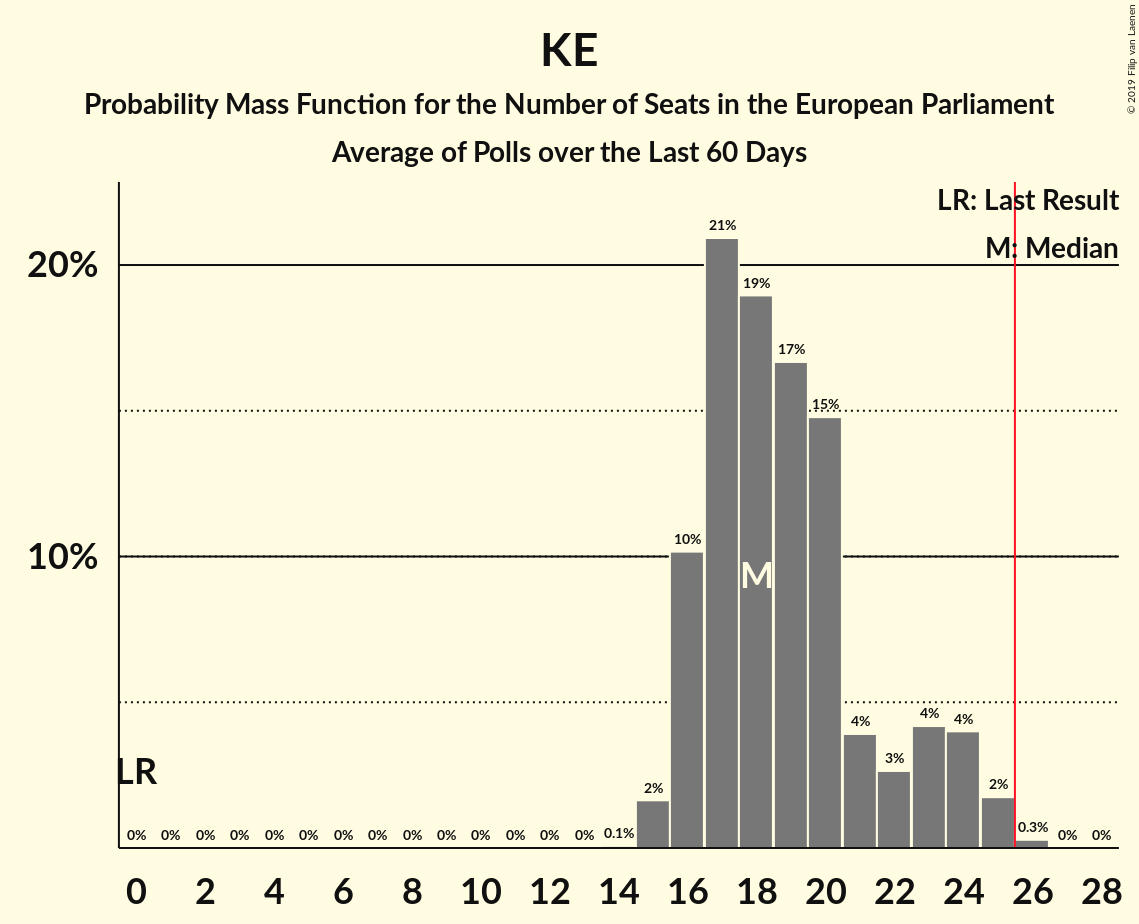 KE
Probability Mass Function for the Number of Seats in the European Parliament
Average of Polls over the Last 60 Days
© 2019 Filip van Laenen
LR: Last Result
M: Median
21%
20%
19%
17%
15%
10%
10%
M
4%
3%
4%
4%
LR
2%
2%
0% 0% 0% 0% 0% 0% 0% 0% 0% 0% 0% 0% 0% 0% 0.1% 0.3% 0% 0%
0 2 4 6 8 10 12 14 16 18 20 22 24 26 28